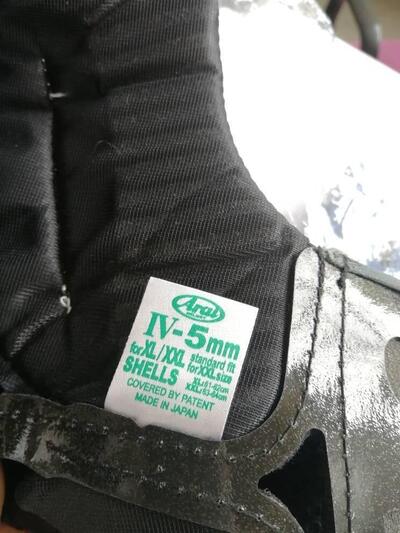 Arai
HELMET
IV-5mm
for XL/XXL standard fit
SHELLS for XXL size
XL:61-62cm
XXL:63-64cm
COVERED BY PATENT
MADE IN JAPAN